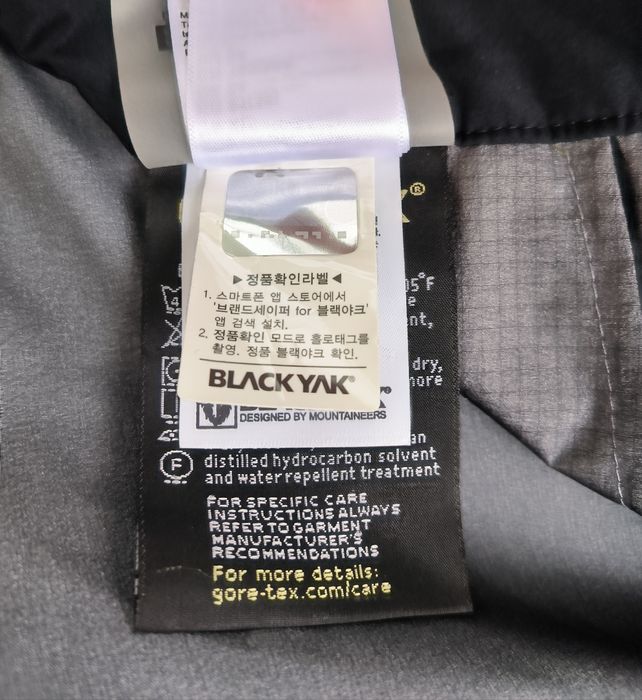 ▶정품확인라벨◀
1. 스마트폰 앱 스토어에서
'브랜드세이퍼 for 블랙야크'
앱 검색 설치.
2. 정품확인 모드로 홀로태그를
촬영. 정품 블랙야크 확인.
BLACKYAK®
DESIGNED BY MOUNTAINEERS
5°F
dry,
more
an
F
distilled hydrocarbon solvent
and water repellent treatment
FOR SPECIFIC CARE
INSTRUCTIONS ALWAYS
REFER TO GARMENT
MANUFACTURER'S
RECOMMENDATIONS
For more details:
gore-tex.com/care